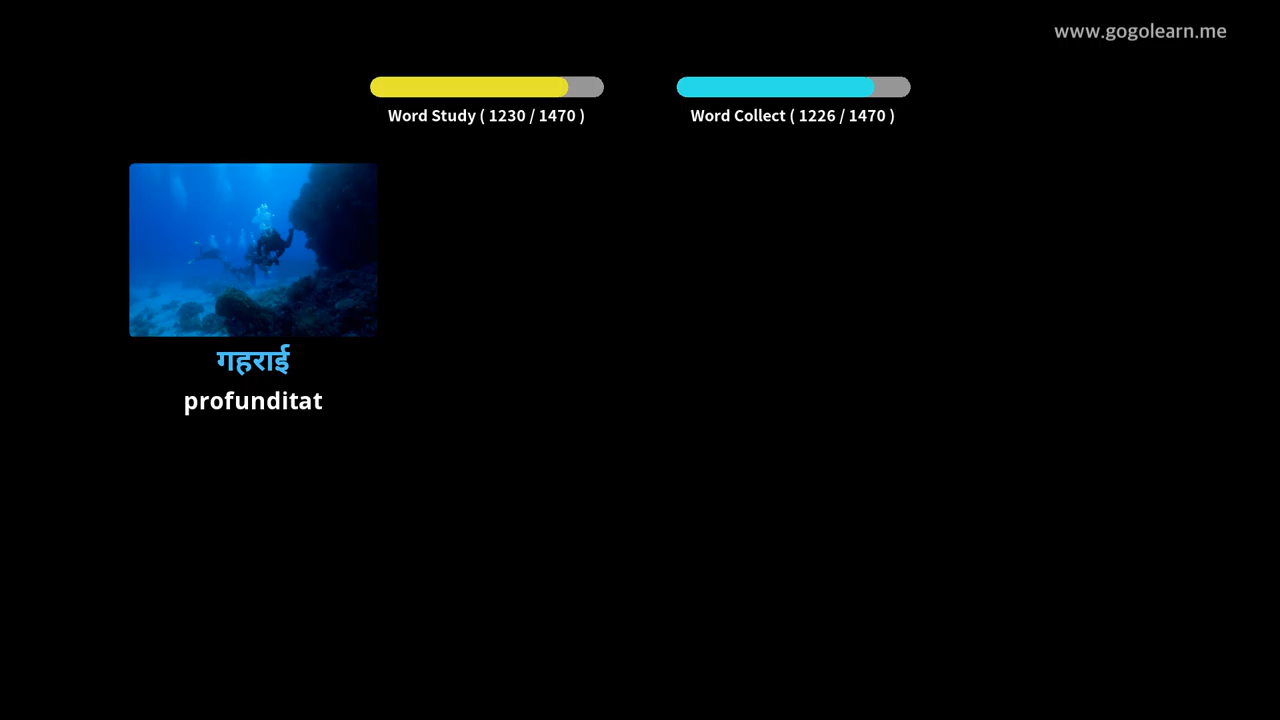 www.gogolearn.me
Word Study ( 1230 / 1470 )
Word Collect ( 1226 / 1470 )
गहराई
profunditat